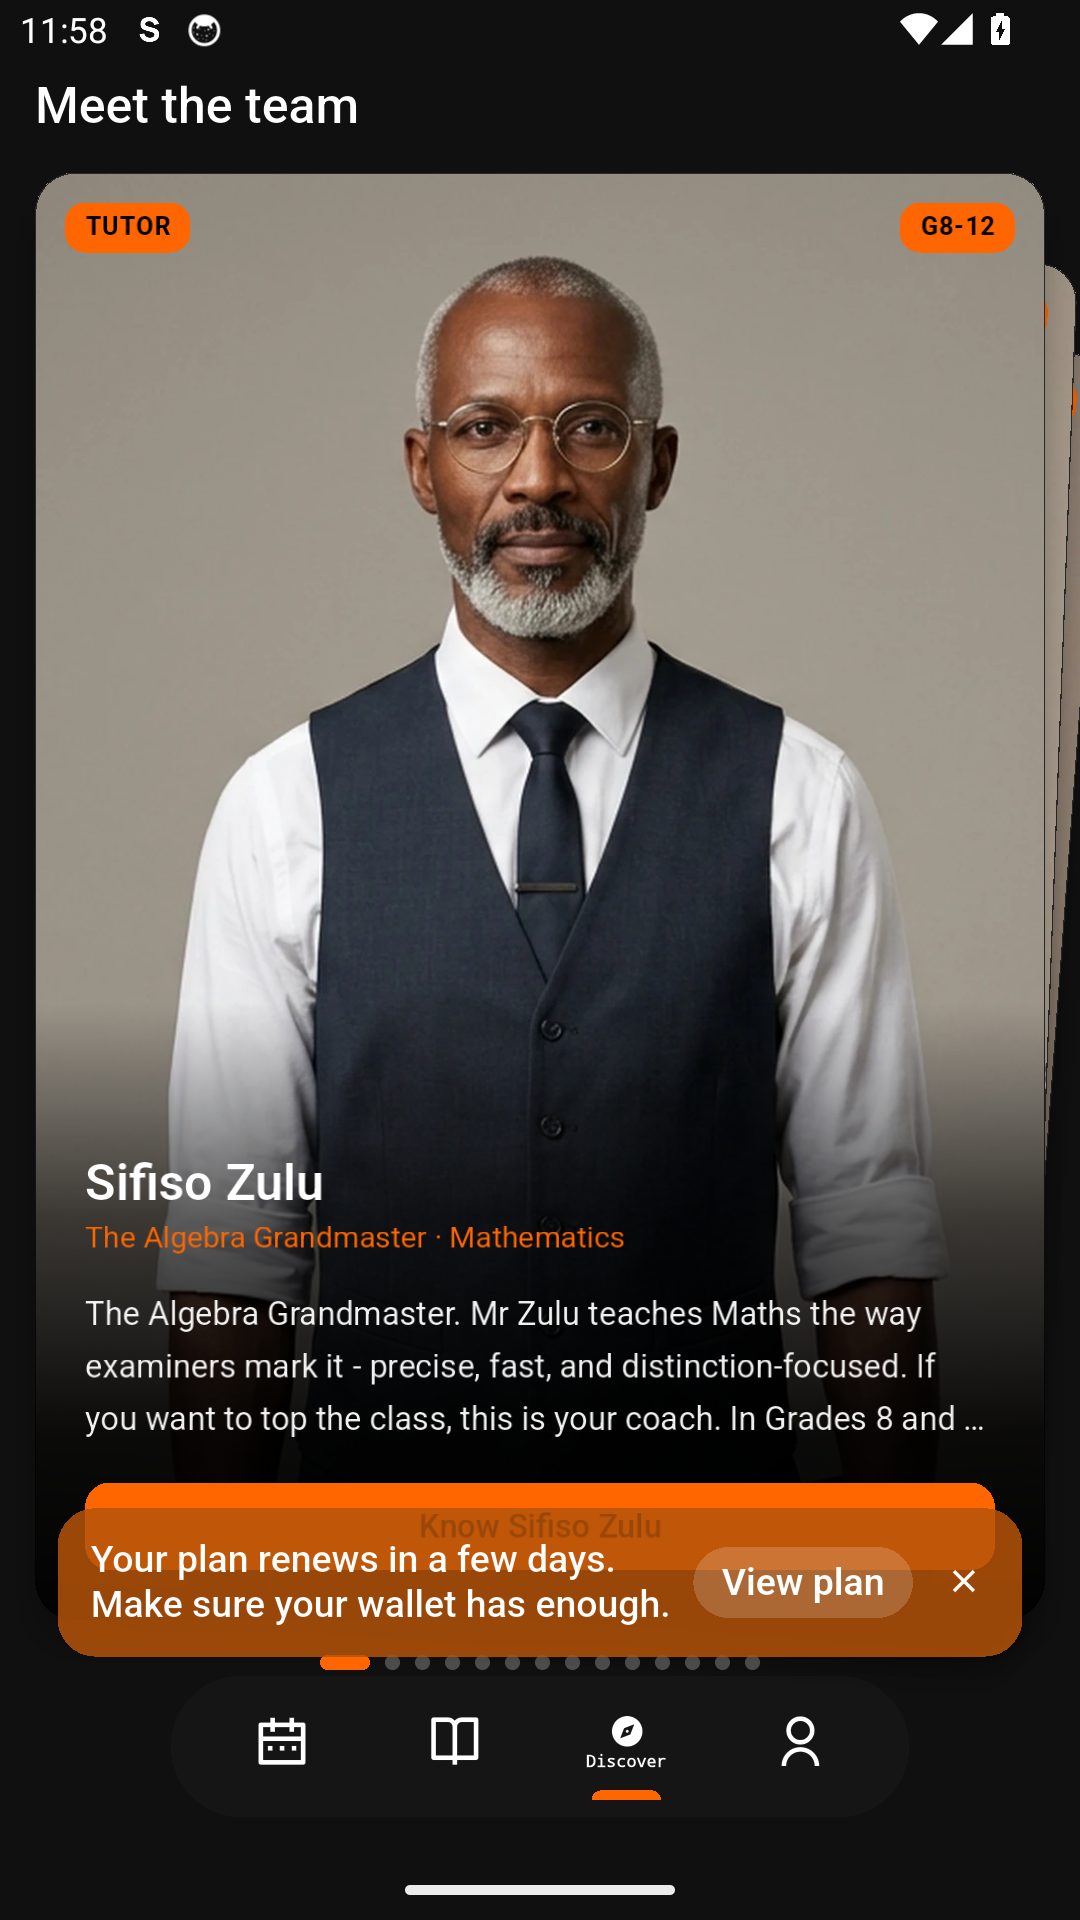 11:58 S
Meet the team
TUTOR
G8-12
Sifiso Zulu
The Algebra Grandmaster · Mathematics
The Algebra Grandmaster. Mr Zulu teaches Maths the way
examiners mark it - precise, fast, and distinction-focused. If
you want to top the class, this is your coach. In Grades 8 and ...
Know Sifiso Zulu
Your plan renews in a few days.
Make sure your wallet has enough.
View plan
Discover